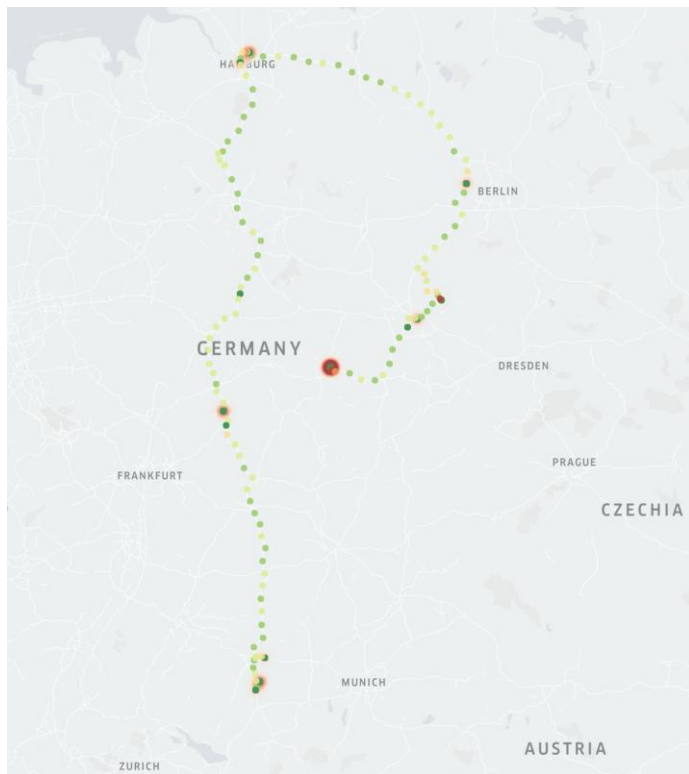 HAMBURG
BERLIN
GERMANY
DRESDEN
PRAGUE
FRANKFURT
CZECHIA
MUNICH
AUSTRIA
ZURICH